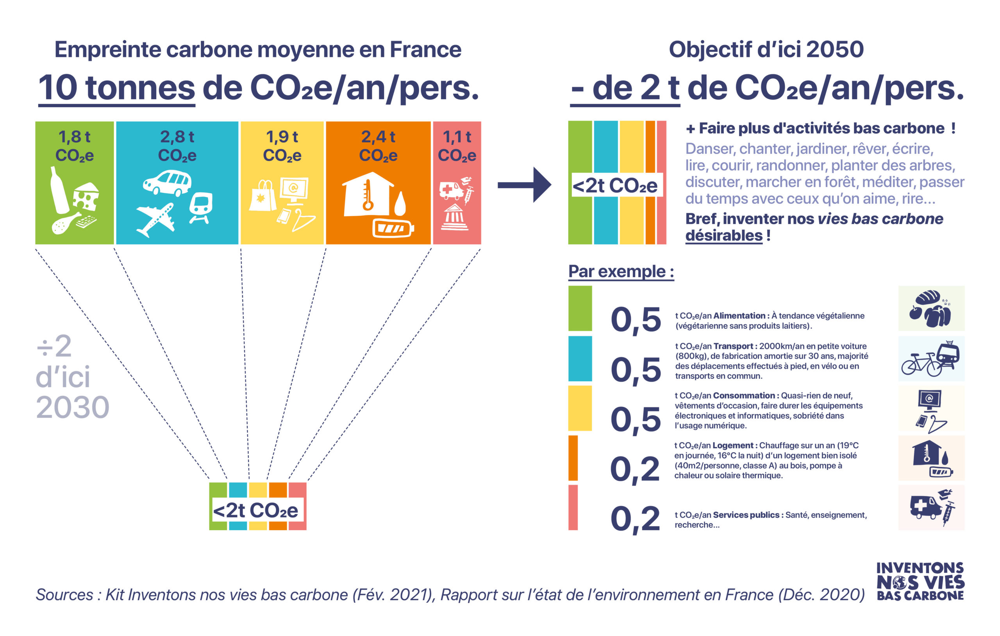 Empreinte carbone moyenne en France
10 tonnes de CO₂e/an/pers.
1,8 t
CO₂e
2,8 t
CO₂e
1,9 t
CO₂e
2,4 t
CO₂e
1,1 t
CO₂e
@
÷2
d’ici
2030
<2t CO₂e
Objectif d’ici 2050
- de 2 t de CO₂e/an/pers.
<2t CO₂e
+ Faire plus d'activités bas carbone !
Danser, chanter, jardiner, rêver, écrire,
lire, courir, randonner, planter des arbres,
discuter, marcher en forêt, méditer, passer
du temps avec ceux qu’on aime, rire...
Bref, inventer nos vies bas carbone
désirables !
Par exemple :
0,5
t CO₂e/an Alimentation : À tendance végétalienne
(végétarienne sans produits laitiers).
0,5
t CO₂e/an Transport : 2000km/an en petite voiture
(800kg), de fabrication amortie sur 30 ans, majorité
des déplacements effectués à pied, en vélo ou en
transports en commun.
0,5
t CO₂e/an Consommation : Quasi-rien de neuf,
vêtements d’occasion, faire durer les équipements
électroniques et informatiques, sobriété dans
l’usage numérique.
@
0,2
t CO₂e/an Logement : Chauffage sur un an (19°C
en journée, 16°C la nuit) d’un logement bien isolé
(40m2/personne, classe A) au bois, pompe à
chaleur ou solaire thermique.
0,2
t CO₂e/an Services publics : Santé, enseignement,
recherche...
Sources : Kit Inventons nos vies bas carbone (Fév. 2021), Rapport sur l’état de l’environnement en France (Déc. 2020)
INVENTONS
NOS VIES
BAS CARBONE